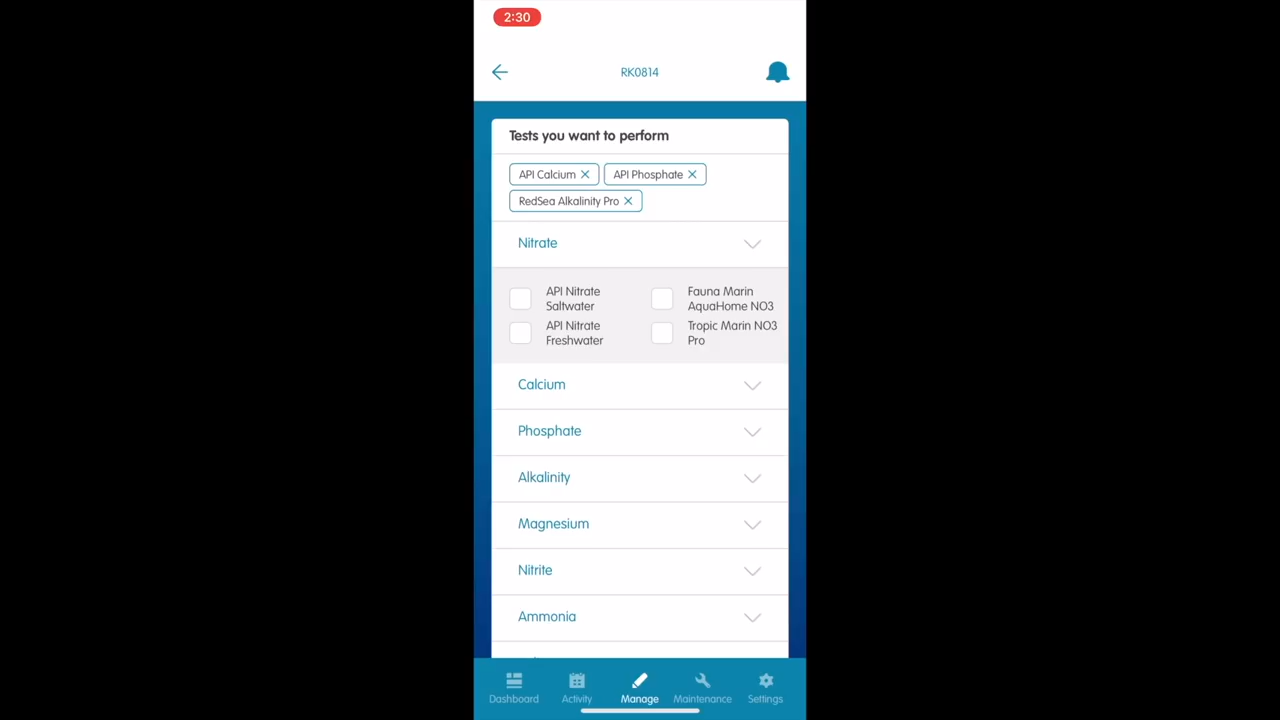 2:30
RK0814
Tests you want to perform
API Calcium
API Phosphate
RedSea Alkalinity Pro
Nitrate
API Nitrate
Saltwater
Fauna Marin
AquaHome NO3
API Nitrate
Freshwater
Tropic Marin NO3
Pro
Calcium
Phosphate
Alkalinity
Magnesium
Nitrite
Ammonia
Dashboard
Activity
Manage
Maintenance
Settings